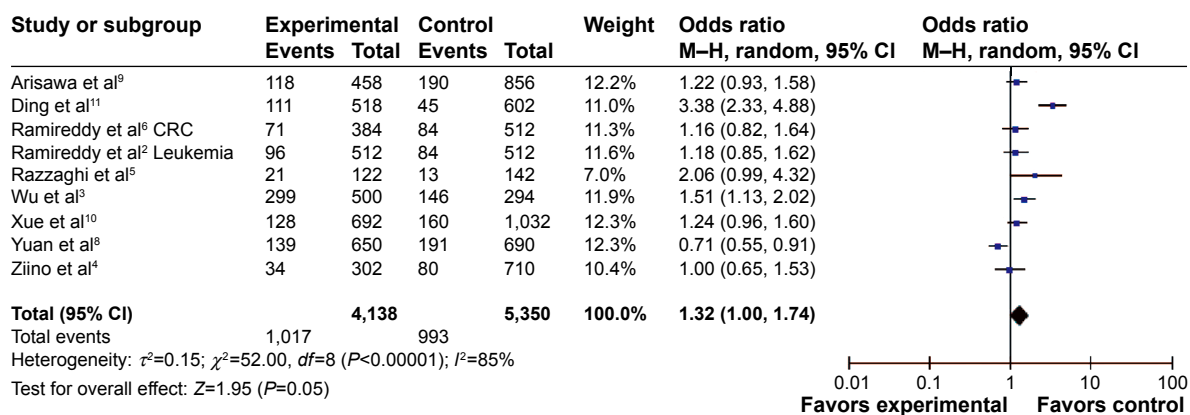 Study or subgroup Experimental Control Weight Odds ratio Odds ratio
Events Total Events Total M–H, random, 95% CI M–H, random, 95% CI
Arisawa et al⁹ 118 458 190 856 12.2% 1.22 (0.93, 1.58)
Ding et al¹¹ 111 518 45 602 11.0% 3.38 (2.33, 4.88)
Ramireddy et al⁶ CRC 71 384 84 512 11.3% 1.16 (0.82, 1.64)
Ramireddy et al² Leukemia 96 512 84 512 11.6% 1.18 (0.85, 1.62)
Razzaghi et al⁵ 21 122 13 142 7.0% 2.06 (0.99, 4.32)
Wu et al³ 299 500 146 294 11.9% 1.51 (1.13, 2.02)
Xue et al¹⁰ 128 692 160 1,032 12.3% 1.24 (0.96, 1.60)
Yuan et al⁸ 139 650 191 690 12.3% 0.71 (0.55, 0.91)
Ziino et al⁴ 34 302 80 710 10.4% 1.00 (0.65, 1.53)
Total (95% CI) 4,138 5,350 100.0% 1.32 (1.00, 1.74)
Total events 1,017 993
Heterogeneity: τ²=0.15; χ²=52.00, df=8 (P<0.00001); I²=85%
Test for overall effect: Z=1.95 (P=0.05)
0.01 0.1 1 10 100
Favors experimental Favors control